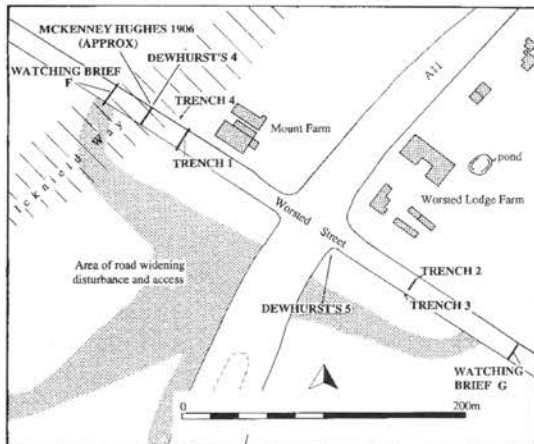 MCKENNEY HUGHES 1906
(APPROX)
DEWHURST'S 4
WATCHING BRIEF
F
TRENCH 4
Mount Farm
TRENCH 1
A11
pond
Worsted Lodge Farm
Icknield Way
Worsted Street
Area of road widening
disturbance and access
TRENCH 2
TRENCH 3
DEWHURST'S 5
WATCHING
BRIEF G
0
200m